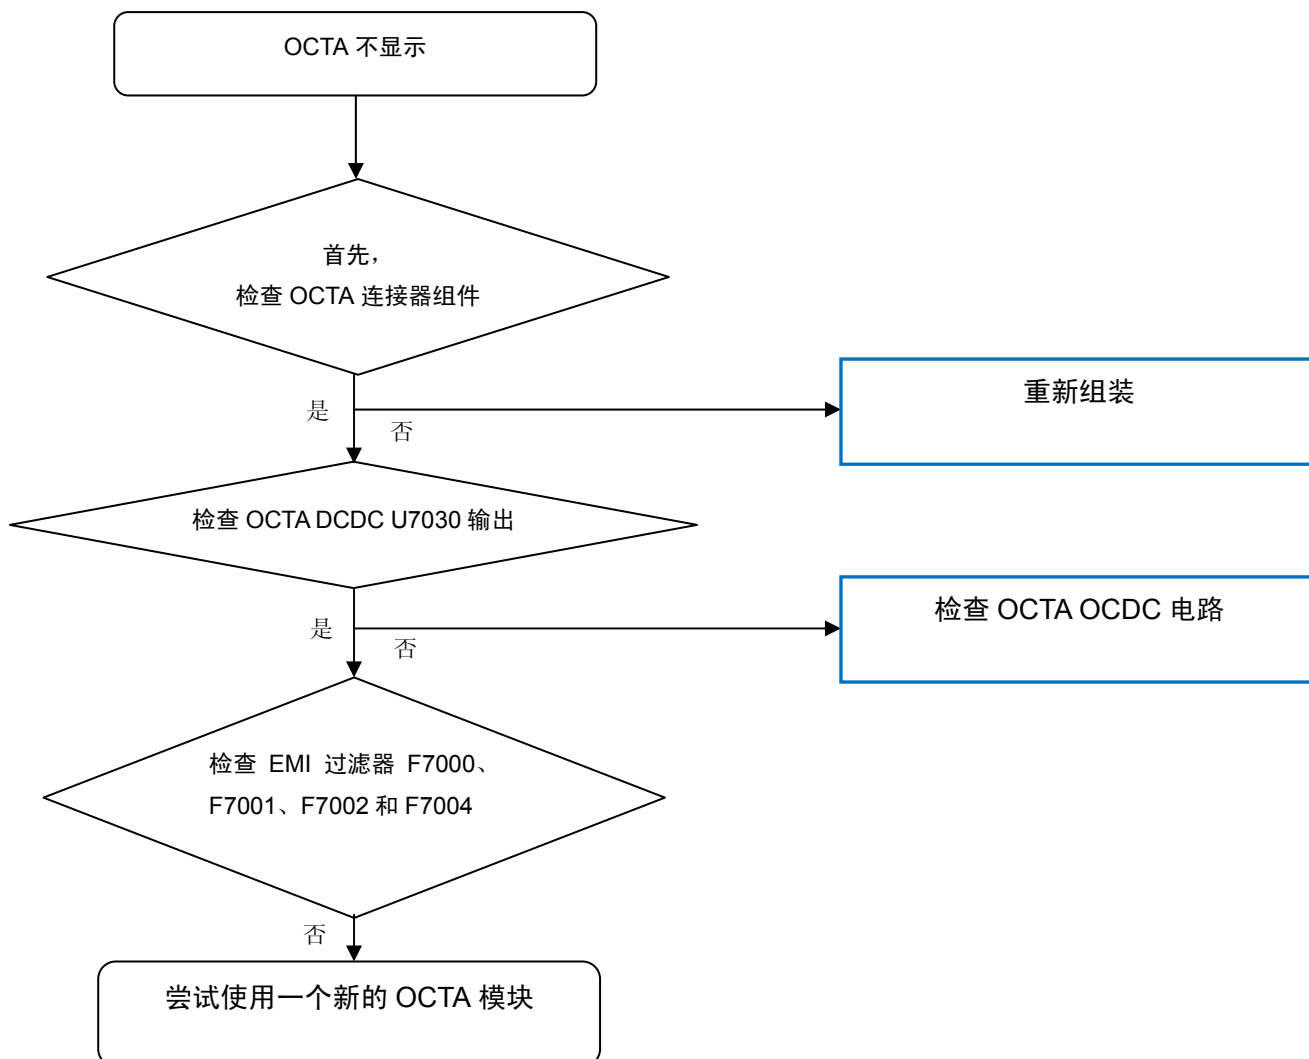 OCTA 不显示
首先，
检查 OCTA 连接器组件
重新组装
是
否
检查 OCTA DCDC U7030 输出
检查 OCTA OCDC 电路
是
否
检查 EMI 过滤器 F7000、
F7001、F7002 和 F7004
否
尝试使用一个新的 OCTA 模块